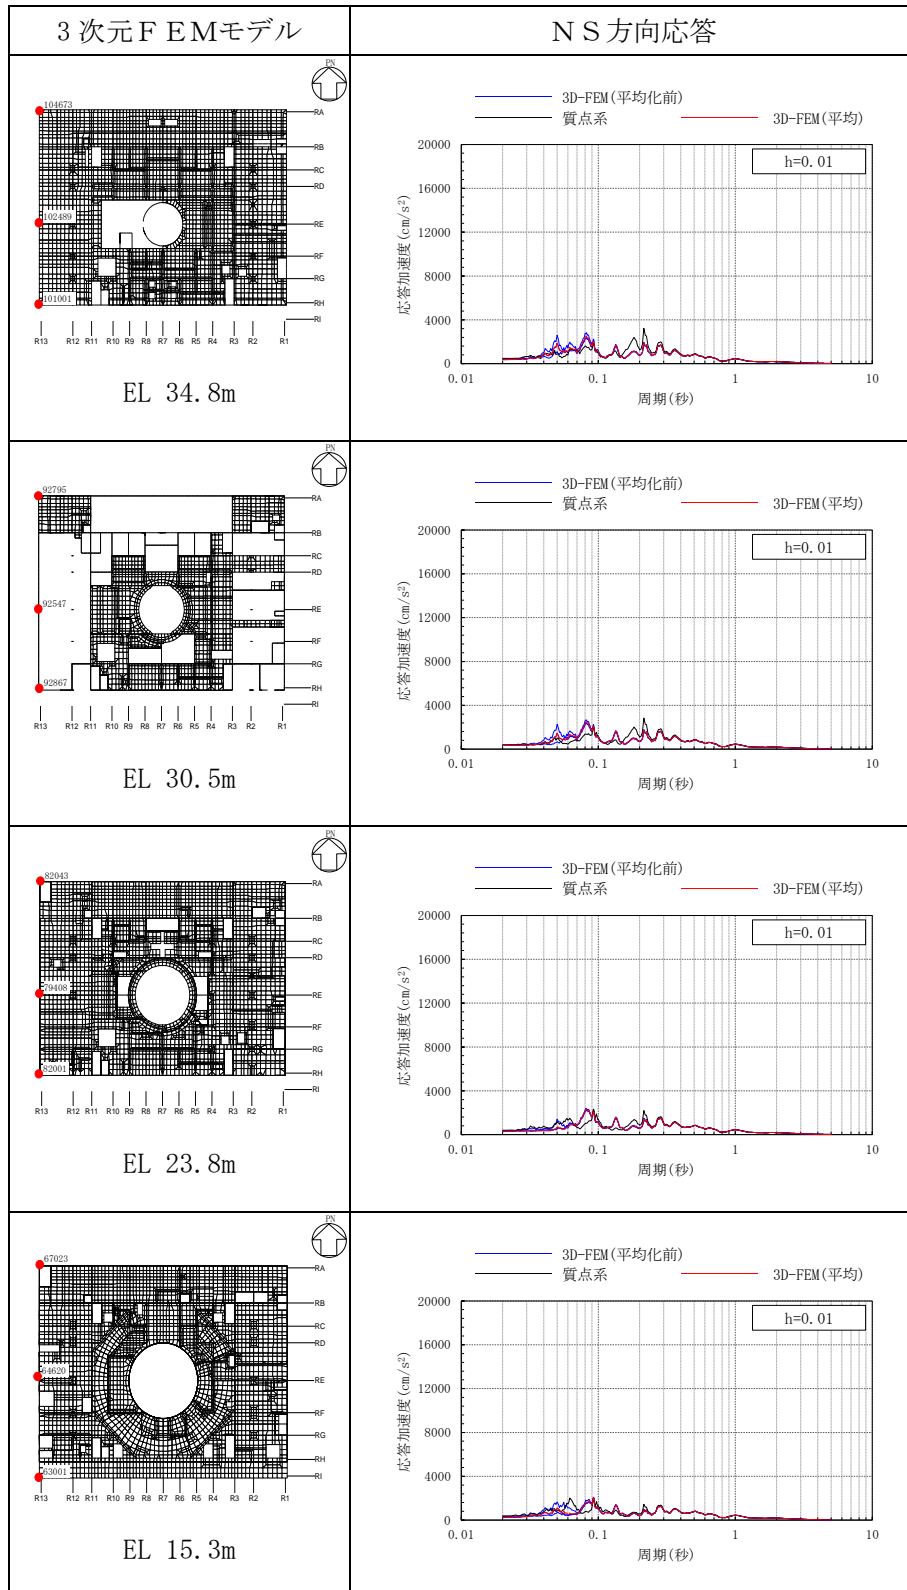 3次元FEMモデル
NS方向応答
PN
104673
102489
101001
RA
RB
RC
RD
RE
RF
RG
RH
RI
R13 R12 R11 R10 R9 R8 R7 R6 R5 R4 R3 R2 R1
EL 34.8m
3D-FEM(平均化前)
質点系 3D-FEM(平均)
h=0.01
応答加速度(cm/s²)
20000
16000
12000
8000
4000
0
0.01 0.1 1 10
周期(秒)
PN
92795
92547
92867
RA
RB
RC
RD
RE
RF
RG
RH
RI
R13 R12 R11 R10 R9 R8 R7 R6 R5 R4 R3 R2 R1
EL 30.5m
3D-FEM(平均化前)
質点系 3D-FEM(平均)
h=0.01
応答加速度(cm/s²)
20000
16000
12000
8000
4000
0
0.01 0.1 1 10
周期(秒)
PN
82043
79408
82001
RA
RB
RC
RD
RE
RF
RG
RH
RI
R13 R12 R11 R10 R9 R8 R7 R6 R5 R4 R3 R2 R1
EL 23.8m
3D-FEM(平均化前)
質点系 3D-FEM(平均)
h=0.01
応答加速度(cm/s²)
20000
16000
12000
8000
4000
0
0.01 0.1 1 10
周期(秒)
PN
67023
64620
63001
RA
RB
RC
RD
RE
RF
RG
RH
RI
R13 R12 R11 R10 R9 R8 R7 R6 R5 R4 R3 R2 R1
EL 15.3m
3D-FEM(平均化前)
質点系 3D-FEM(平均)
h=0.01
応答加速度(cm/s²)
20000
16000
12000
8000
4000
0
0.01 0.1 1 10
周期(秒)